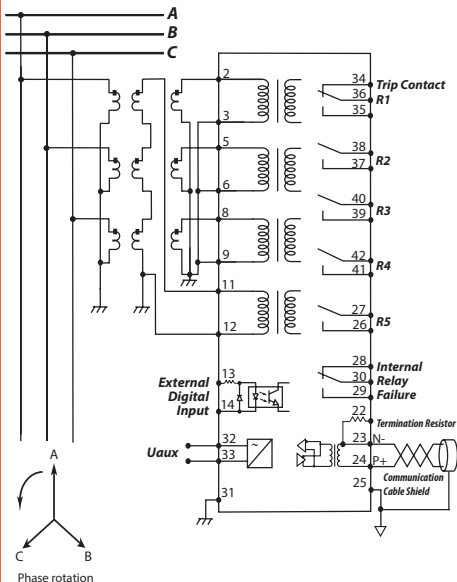 A
B
C
2
3
5
6
8
9
11
12
13
14
32
33
31
External
Digital
Input
Uaux
34
Trip Contact
36
R1
35
38
R2
37
40
R3
39
42
R4
41
27
R5
26
28
Internal
30
Relay
29
Failure
22
Termination Resistor
23
N-
24
P+
25
Communication
Cable Shield
~
A
C
B
Phase rotation